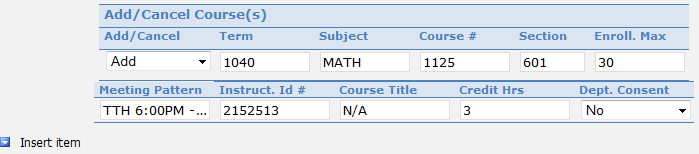 Add/Cancel Course(s)
Add/Cancel Term Subject Course # Section Enroll. Max
Add 1040 MATH 1125 601 30
Meeting Pattern Instruct. Id # Course Title Credit Hrs Dept. Consent
TTH 6:00PM -... 2152513 N/A 3 No
Insert item